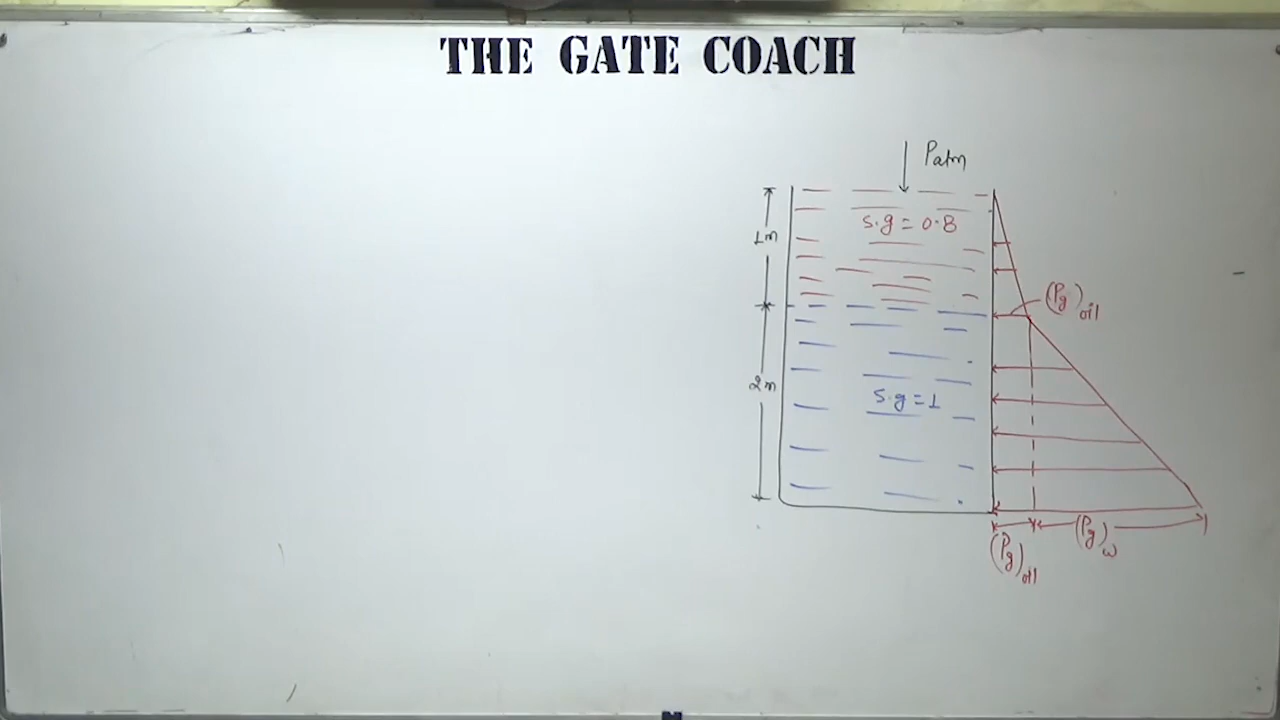 THE GATE COACH
Patm
s.g = 0.8
1m
(Pg)oil
2m
s.g = 1
(Pg)w
(Pg)oil